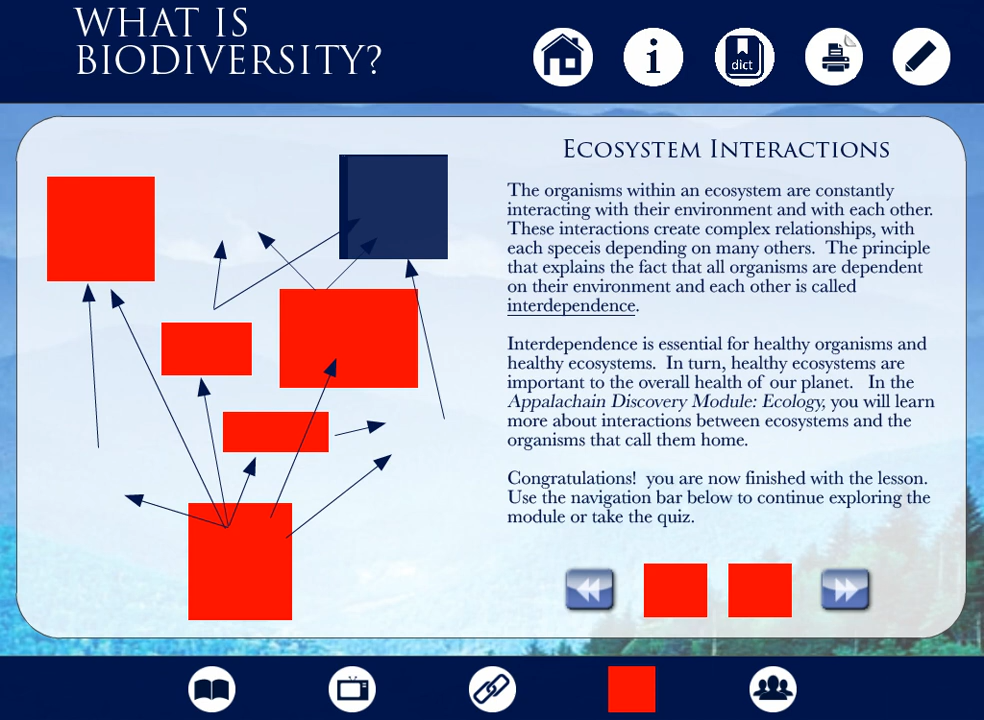 WHAT IS
BIODIVERSITY?
dict
ECOSYSTEM INTERACTIONS
The organisms within an ecosystem are constantly
interacting with their environment and with each other.
These interactions create complex relationships, with
each speceis depending on many others.  The principle
that explains the fact that all organisms are dependent
on their environment and each other is called
interdependence.
Interdependence is essential for healthy organisms and
healthy ecosystems.  In turn, healthy ecosystems are
important to the overall health of our planet.   In the
Appalachain Discovery Module: Ecology, you will learn
more about interactions between ecosystems and the
organisms that call them home.
Congratulations!  you are now finished with the lesson.
Use the navigation bar below to continue exploring the
module or take the quiz.